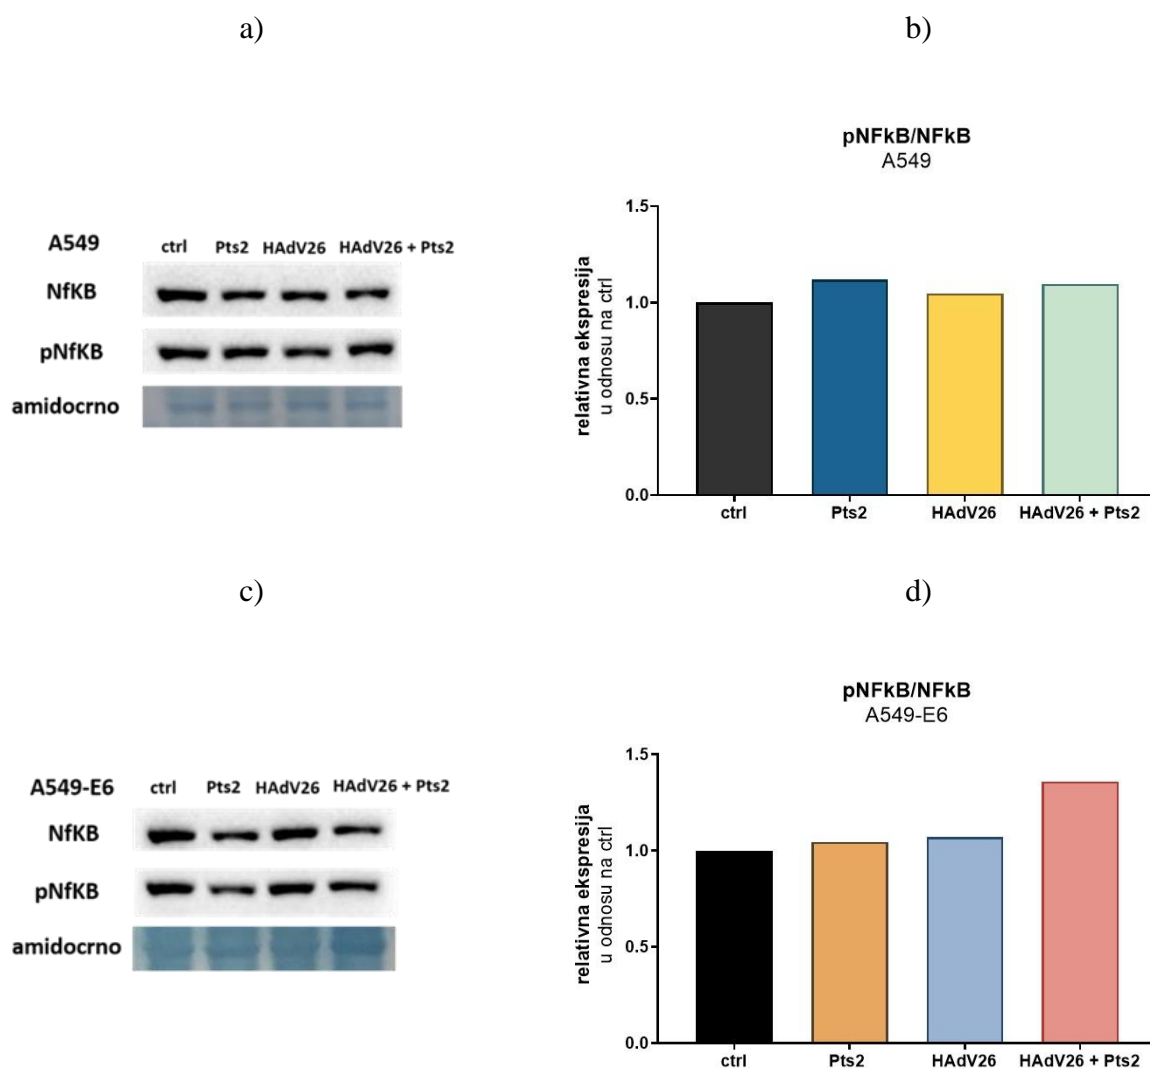 a)
b)
A549
ctrl Pts2 HAdV26 HAdV26 + Pts2
NfKB
pNfKB
amidocrno
pNFkB/NFkB
A549
relativna ekspresija
u odnosu na ctrl
1.5
1.0
0.5
0.0
ctrl Pts2 HAdV26 HAdV26 + Pts2
c)
d)
A549-E6
ctrl Pts2 HAdV26 HAdV26 + Pts2
NfKB
pNfKB
amidocrno
pNFkB/NFkB
A549-E6
relativna ekspresija
u odnosu na ctrl
1.5
1.0
0.5
0.0
ctrl Pts2 HAdV26 HAdV26 + Pts2